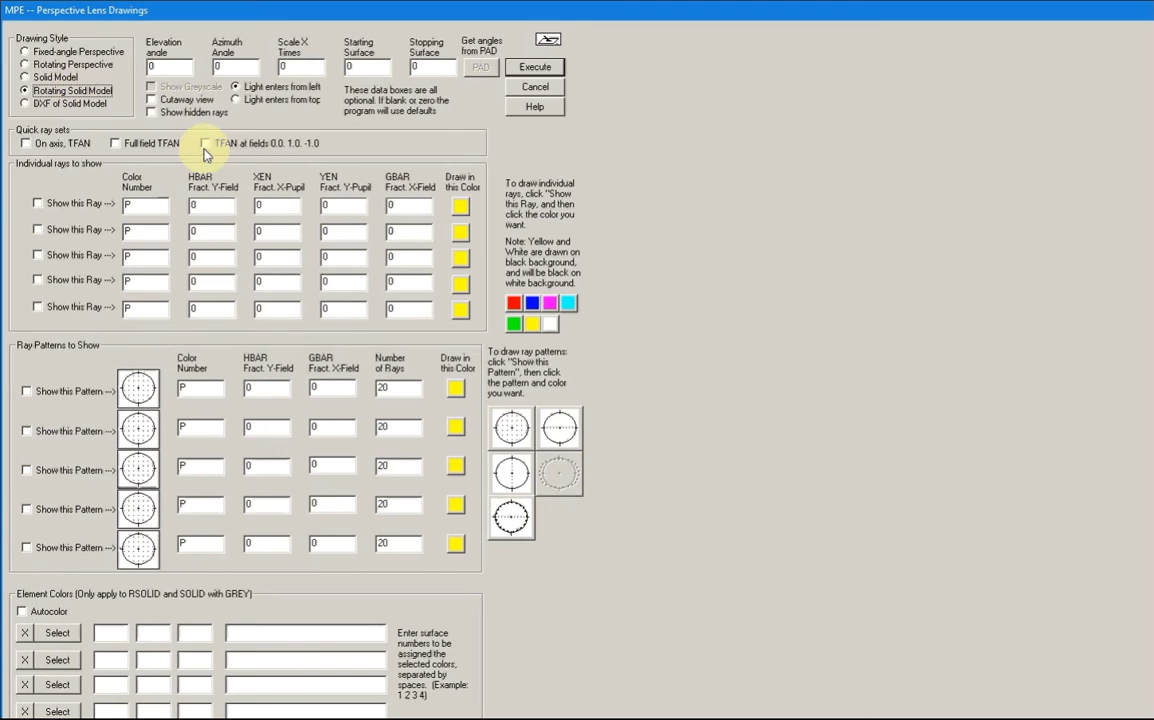 MPE -- Perspective Lens Drawings
Drawing Style
Fixed-angle Perspective
Rotating Perspective
Solid Model
Rotating Solid Model
DXF of Solid Model
Elevation angle
0
Azimuth Angle
0
Scale X Times
0
Starting Surface
0
Stopping Surface
0
Get angles from PAD
PAD
Execute
Cancel
Help
Show Greyscale
Cutaway view
Show hidden rays
Light enters from left
Light enters from top
These data boxes are all
optional. If blank or zero the
program will use defaults
Quick ray sets
On axis, TFAN
Full field TFAN
TFAN at fields 0.0. 1.0. -1.0
Individual rays to show
Color Number
HBAR Fract. Y-Field
XEN Fract. X-Pupil
YEN Fract. Y-Pupil
GBAR Fract. X-Field
Draw in this Color
Show this Ray --> P 0 0 0 0
Show this Ray --> P 0 0 0 0
Show this Ray --> P 0 0 0 0
Show this Ray --> P 0 0 0 0
Show this Ray --> P 0 0 0 0
To draw individual
rays, click "Show
this Ray, and then
click the color you
want.
Note: Yellow and
White are drawn on
black background,
and will be black on
white background.
Ray Patterns to Show
Color Number
HBAR Fract. Y-Field
GBAR Fract. X-Field
Number of Rays
Draw in this Color
Show this Pattern --> P 0 0 20
Show this Pattern --> P 0 0 20
Show this Pattern --> P 0 0 20
Show this Pattern --> P 0 0 20
Show this Pattern --> P 0 0 20
To draw ray patterns:
click "Show this
Pattern", then click
the pattern and color
you want.
Element Colors (Only apply to RSOLID and SOLID with GREY)
Autocolor
X Select
X Select
X Select
X Select
Enter surface
numbers to be
assigned the
selected colors,
separated by
spaces. (Example:
1 2 3 4)